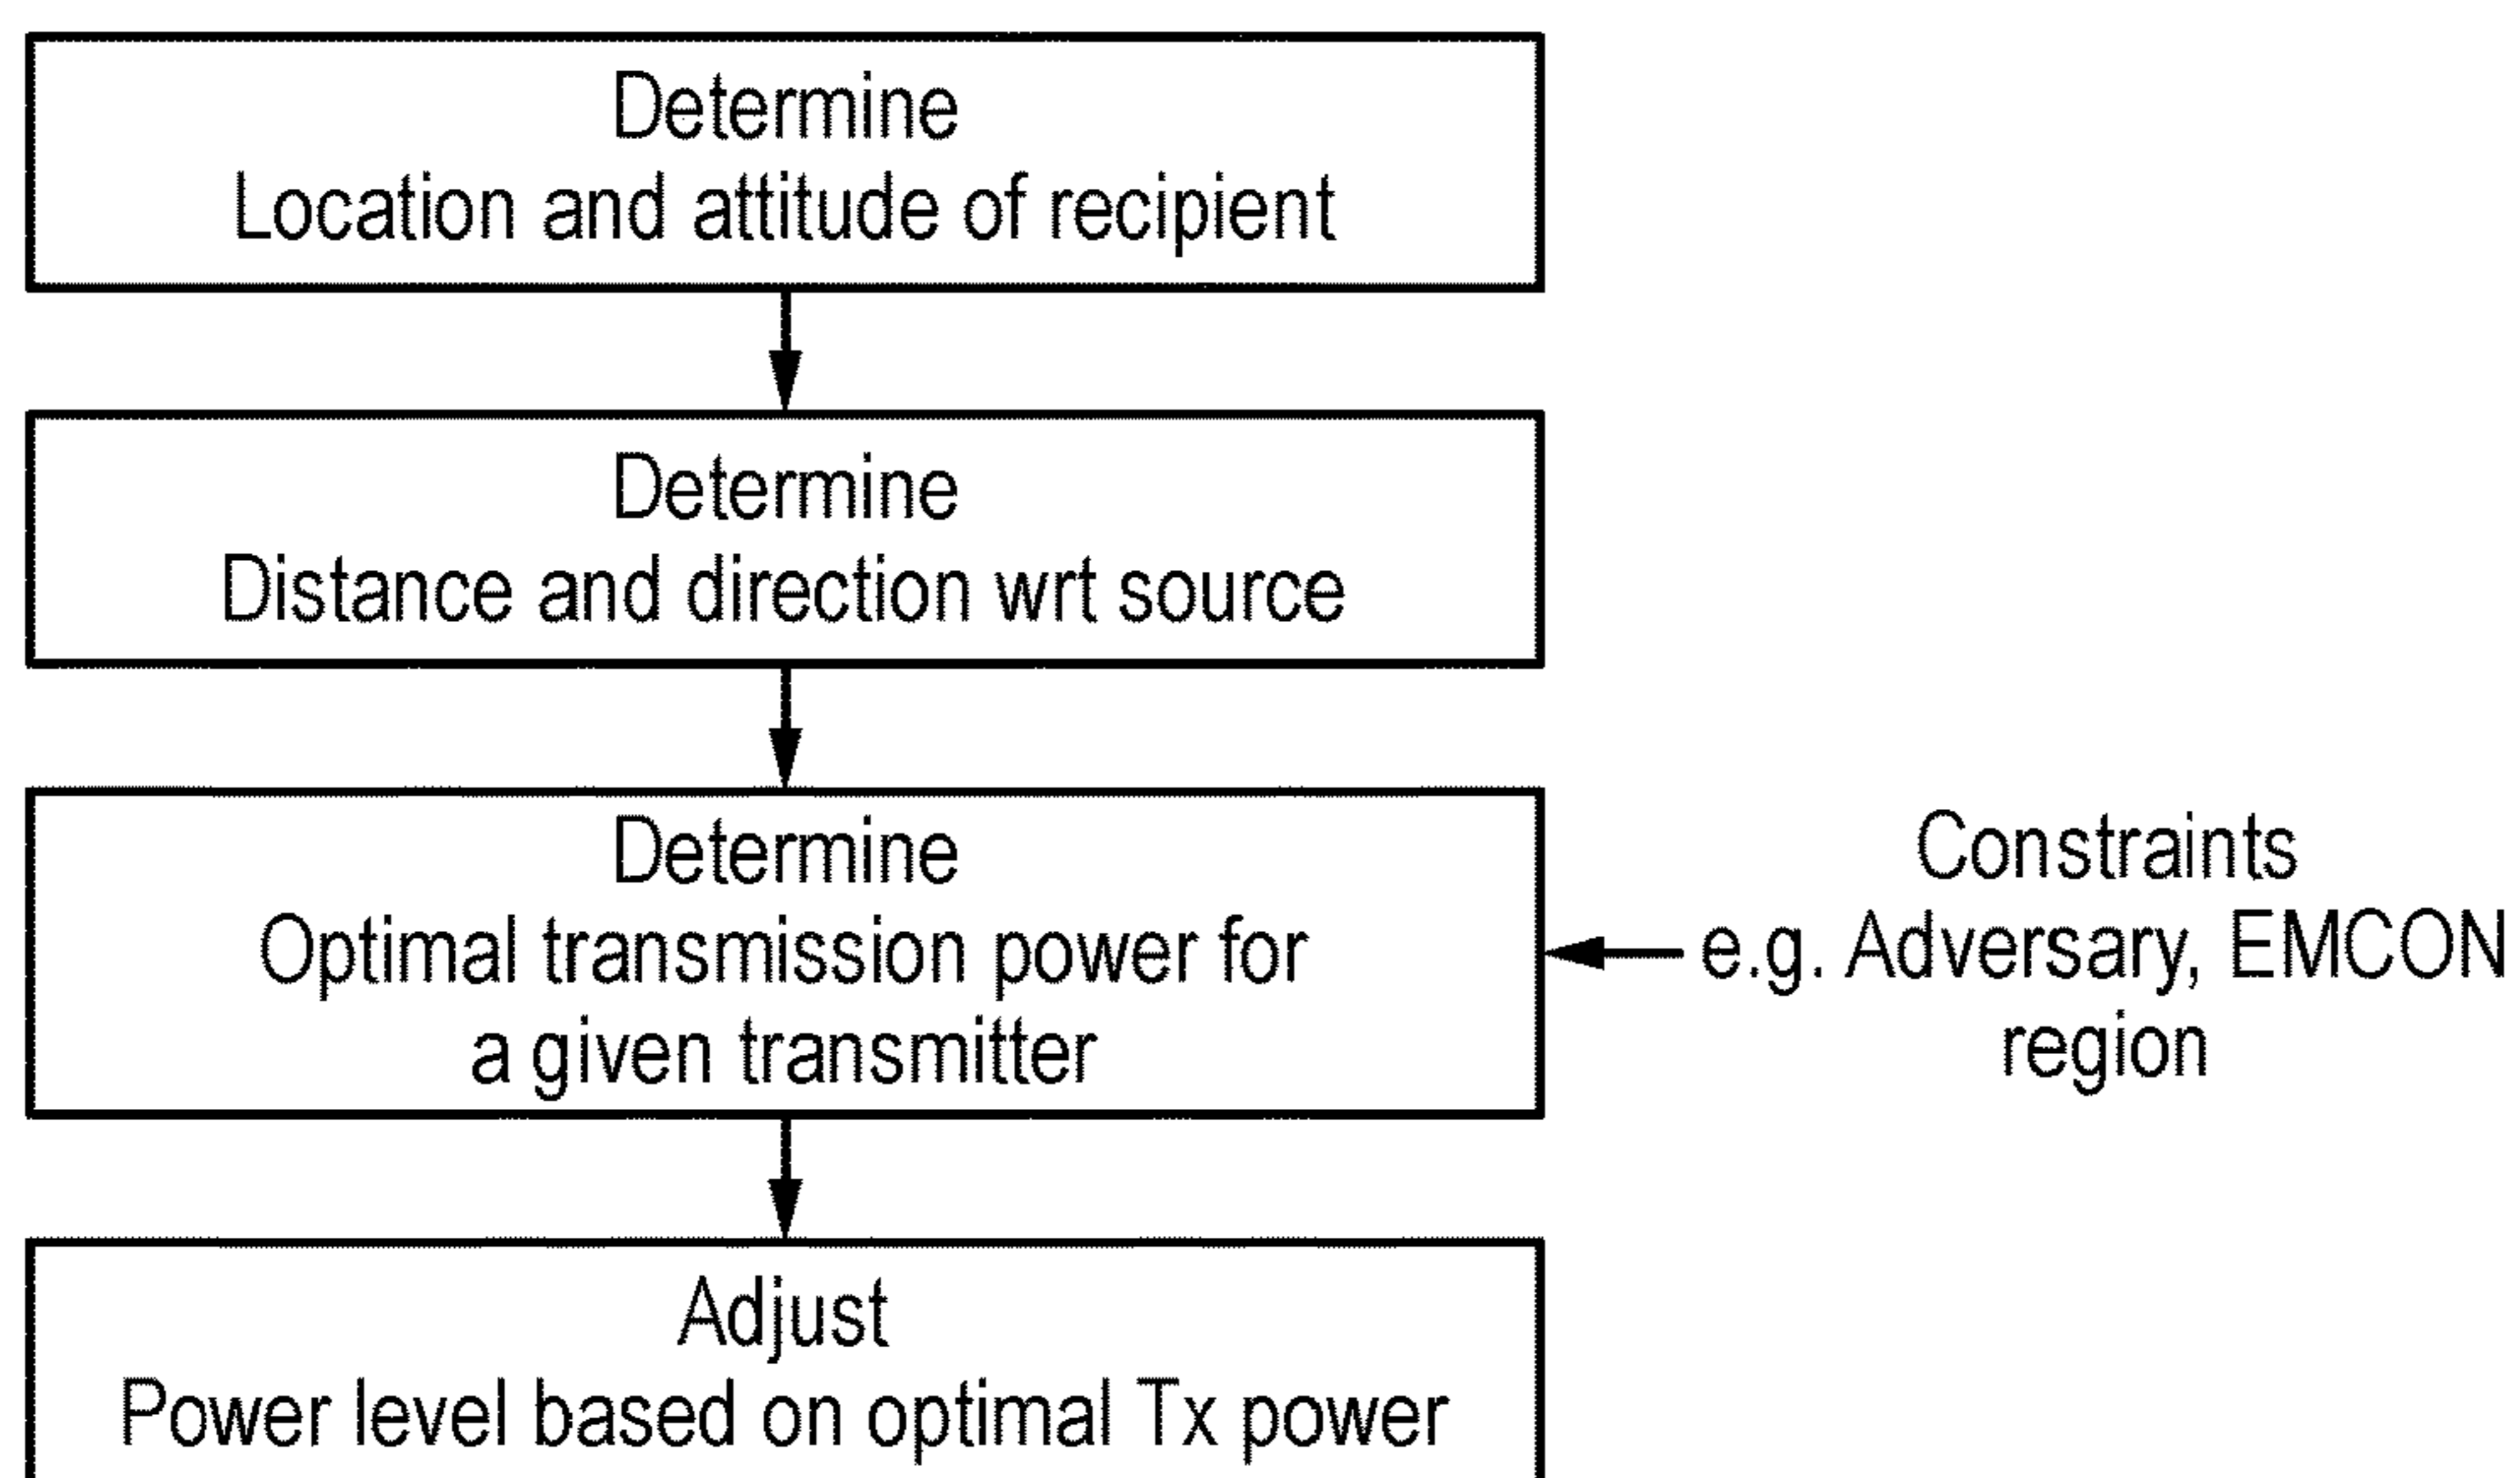 Determine
Location and attitude of recipient
Determine
Distance and direction wrt source
Determine
Optimal transmission power for
a given transmitter
Constraints
e.g. Adversary, EMCON
region
Adjust
Power level based on optimal Tx power